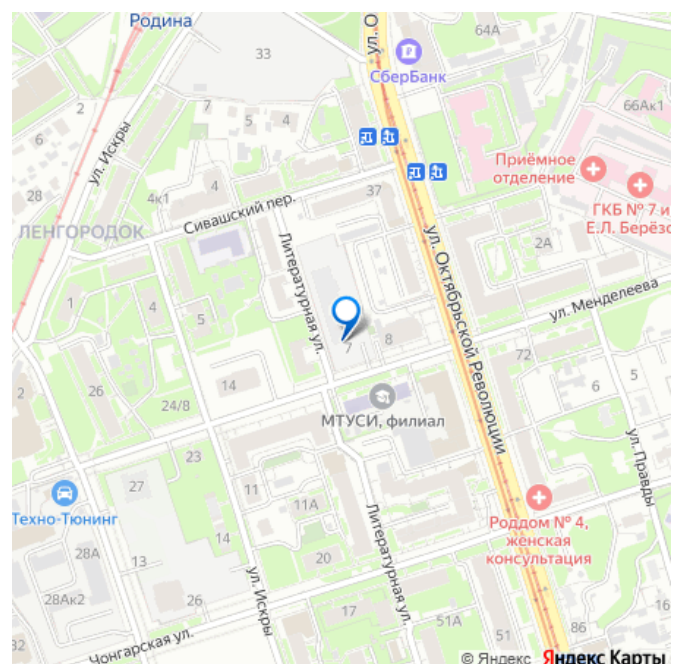 Родина
ул. О
64А
33
СберБанк
66Ак1
2
7
5
4
6
ул. Искры
Приёмное
отделение
28
4к1
4
37
ГКБ № 7 и
Е.Л. Берёзо
Сивашский пер.
ЛЕНГОРОДОК
2А
ул. Октябрьской Революции
Литературная ул.
ул. Менделеева
1
4
5
7
8
72
2
26
14
6
5
24/8
МТУСИ, филиал
ул. Правды
23
27
11
11А
Техно-Тюнинг
Роддом № 4,
женская
консультация
14
28А
13
20
Литературная ул.
ул. Искры
28Ак2
26
17
51А
51
16
86
32
Чонгарская ул.
© Яндекс Яндекс Карты